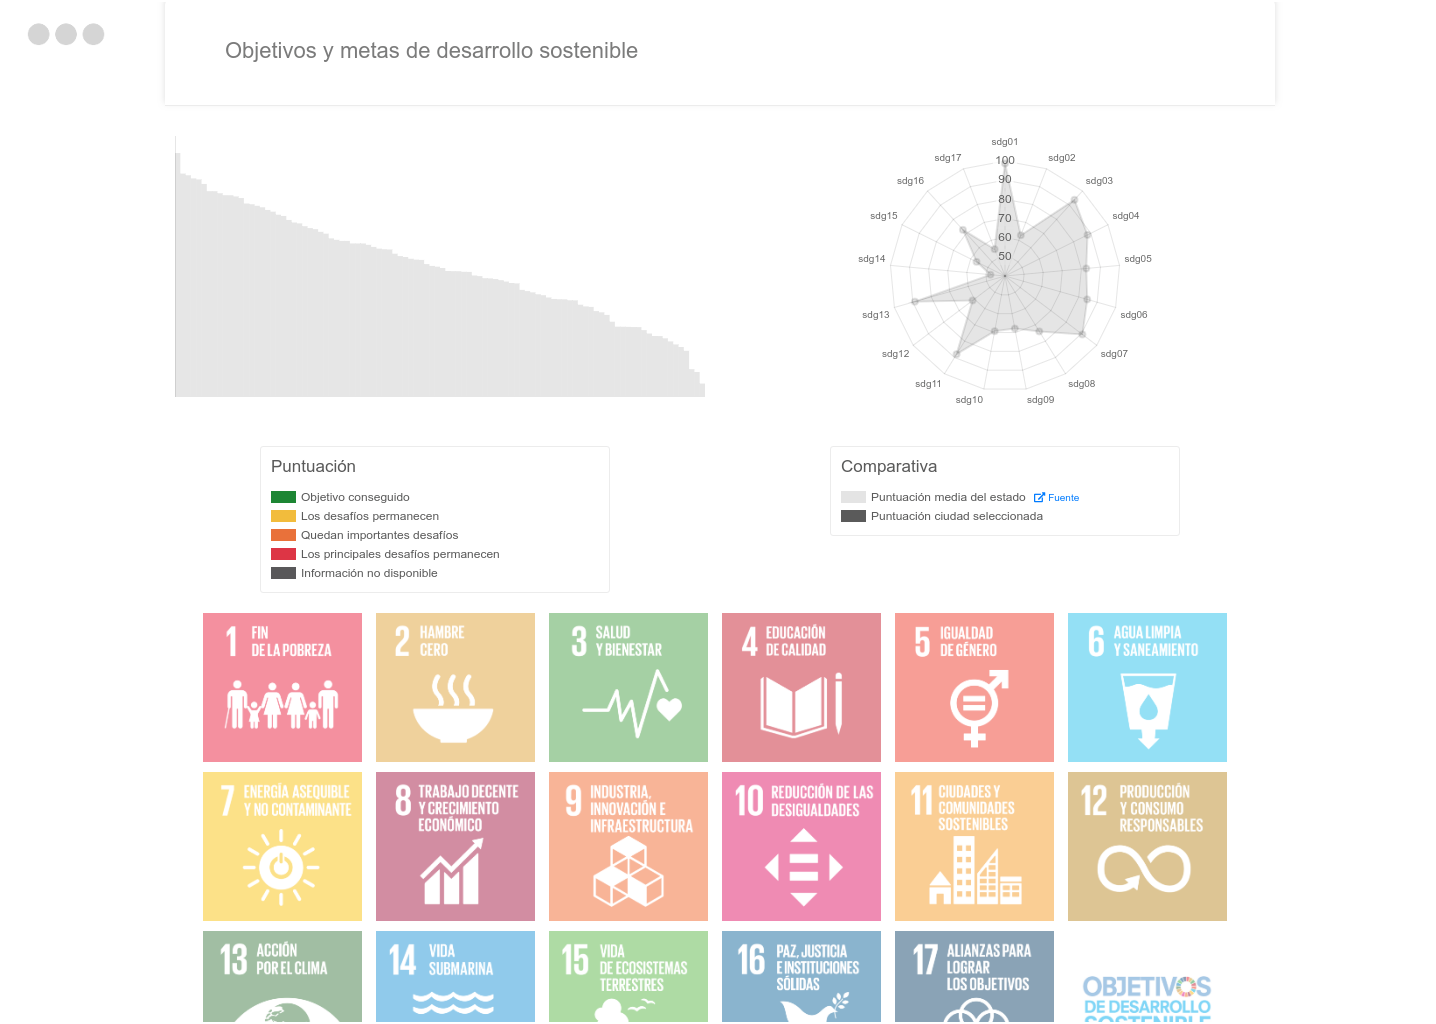 Objetivos y metas de desarrollo sostenible
sdg01
sdg17
sdg02
100
sdg16
90
sdg03
80
sdg15
70
sdg04
60
sdg14
50
sdg05
sdg13
sdg06
sdg12
sdg07
sdg11
sdg08
sdg10
sdg09
Puntuación
Objetivo conseguido
Los desafíos permanecen
Quedan importantes desafíos
Los principales desafíos permanecen
Información no disponible
Comparativa
Puntuación media del estado Fuente
Puntuación ciudad seleccionada
1 FIN
DE LA POBREZA
2 HAMBRE
CERO
3 SALUD
Y BIENESTAR
4 EDUCACIÓN
DE CALIDAD
5 IGUALDAD
DE GÉNERO
6 AGUA LIMPIA
Y SANEAMIENTO
7 ENERGÍA ASEQUIBLE
Y NO CONTAMINANTE
8 TRABAJO DECENTE
Y CRECIMIENTO
ECONÓMICO
9 INDUSTRIA,
INNOVACIÓN E
INFRAESTRUCTURA
10 REDUCCIÓN DE LAS
DESIGUALDADES
11 CIUDADES Y
COMUNIDADES
SOSTENIBLES
12 PRODUCCIÓN
Y CONSUMO
RESPONSABLES
13 ACCIÓN
POR EL CLIMA
14 VIDA
SUBMARINA
15 VIDA
DE ECOSISTEMAS
TERRESTRES
16 PAZ, JUSTICIA
E INSTITUCIONES
SÓLIDAS
17 ALIANZAS PARA
LOGRAR
LOS OBJETIVOS
OBJETIVOS
DE DESARROLLO
SOSTENIBLE